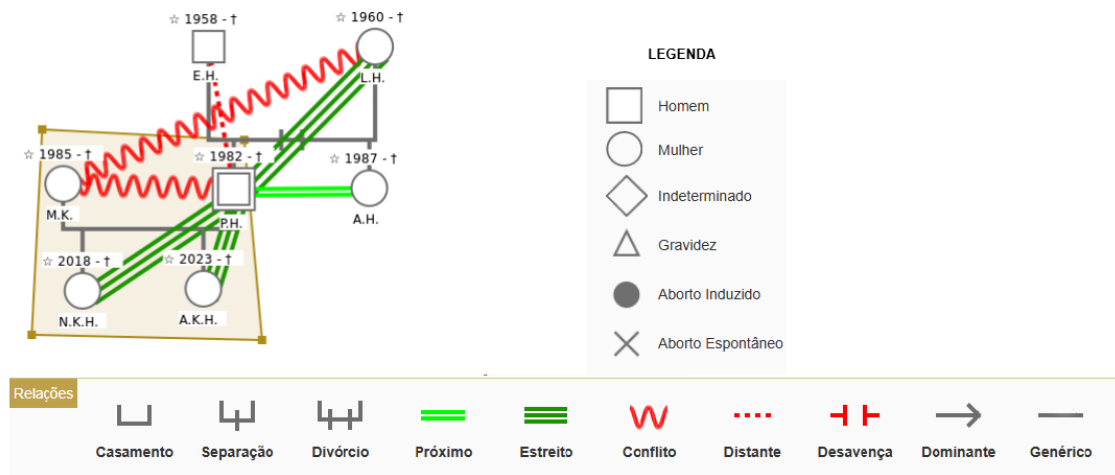 ☆ 1958 - †
☆ 1960 - †
E.H.
L.H.
☆ 1985 - †
☆ 1982 - †
☆ 1987 - †
M.K.
P.H.
A.H.
☆ 2018 - †
☆ 2023 - †
N.K.H.
A.K.H.
LEGENDA
Homem
Mulher
Indeterminado
Gravidez
Aborto Induzido
Aborto Espontâneo
Relações
Casamento Separação Divórcio Próximo Estreito Conflito Distante Desavença Dominante Genérico